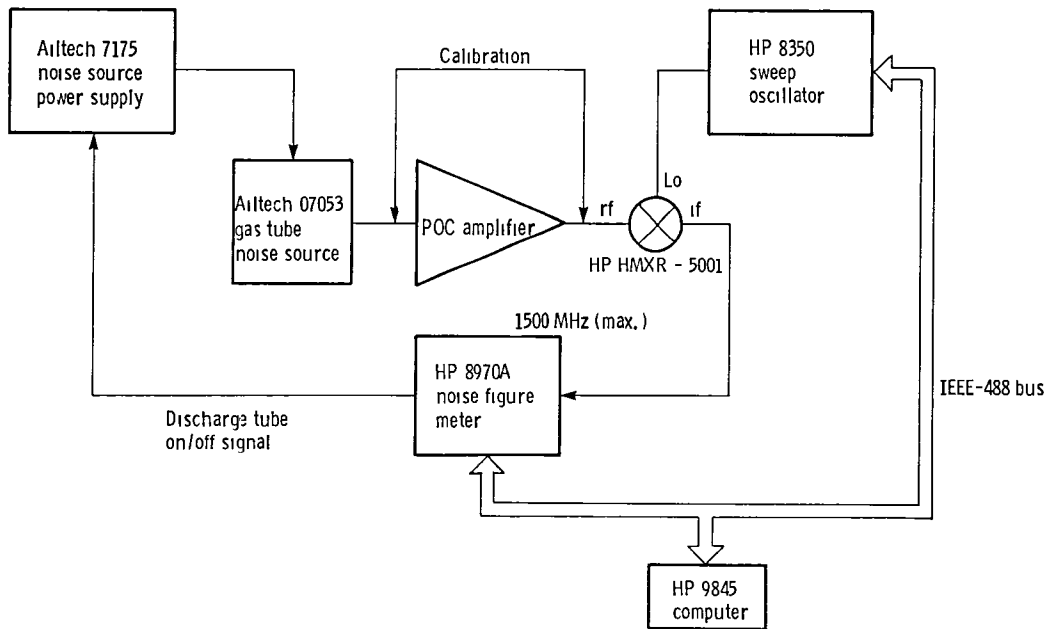 Ailtech 7175
noise source
power supply
Calibration
HP 8350
sweep
oscillator
Ailtech 07053
gas tube
noise source
POC amplifier
rf
Lo
if
HP HMXR - 5001
1500 MHz (max.)
HP 8970A
noise figure
meter
Discharge tube
on/off signal
IEEE-488 bus
HP 9845
computer